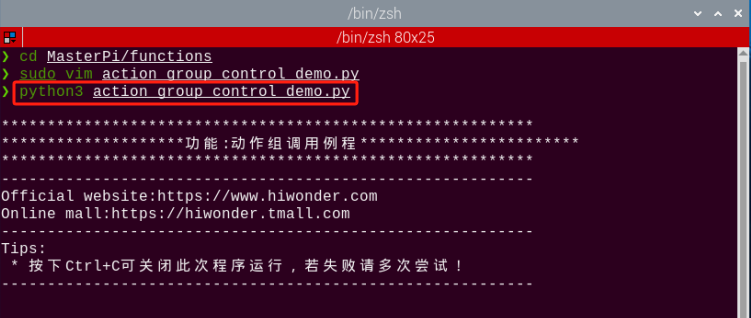 /bin/zsh
/bin/zsh 80x25
❯ cd MasterPi/functions
❯ sudo vim action_group_control_demo.py
❯ python3 action_group_control_demo.py
**********************************************************
********************功能:动作组调用例程************************
**********************************************************
----------------------------------------------------------
Official website:https://www.hiwonder.com
Online mall:https://hiwonder.tmall.com
----------------------------------------------------------
Tips:
* 按下Ctrl+C可关闭此次程序运行，若失败请多次尝试！
----------------------------------------------------------